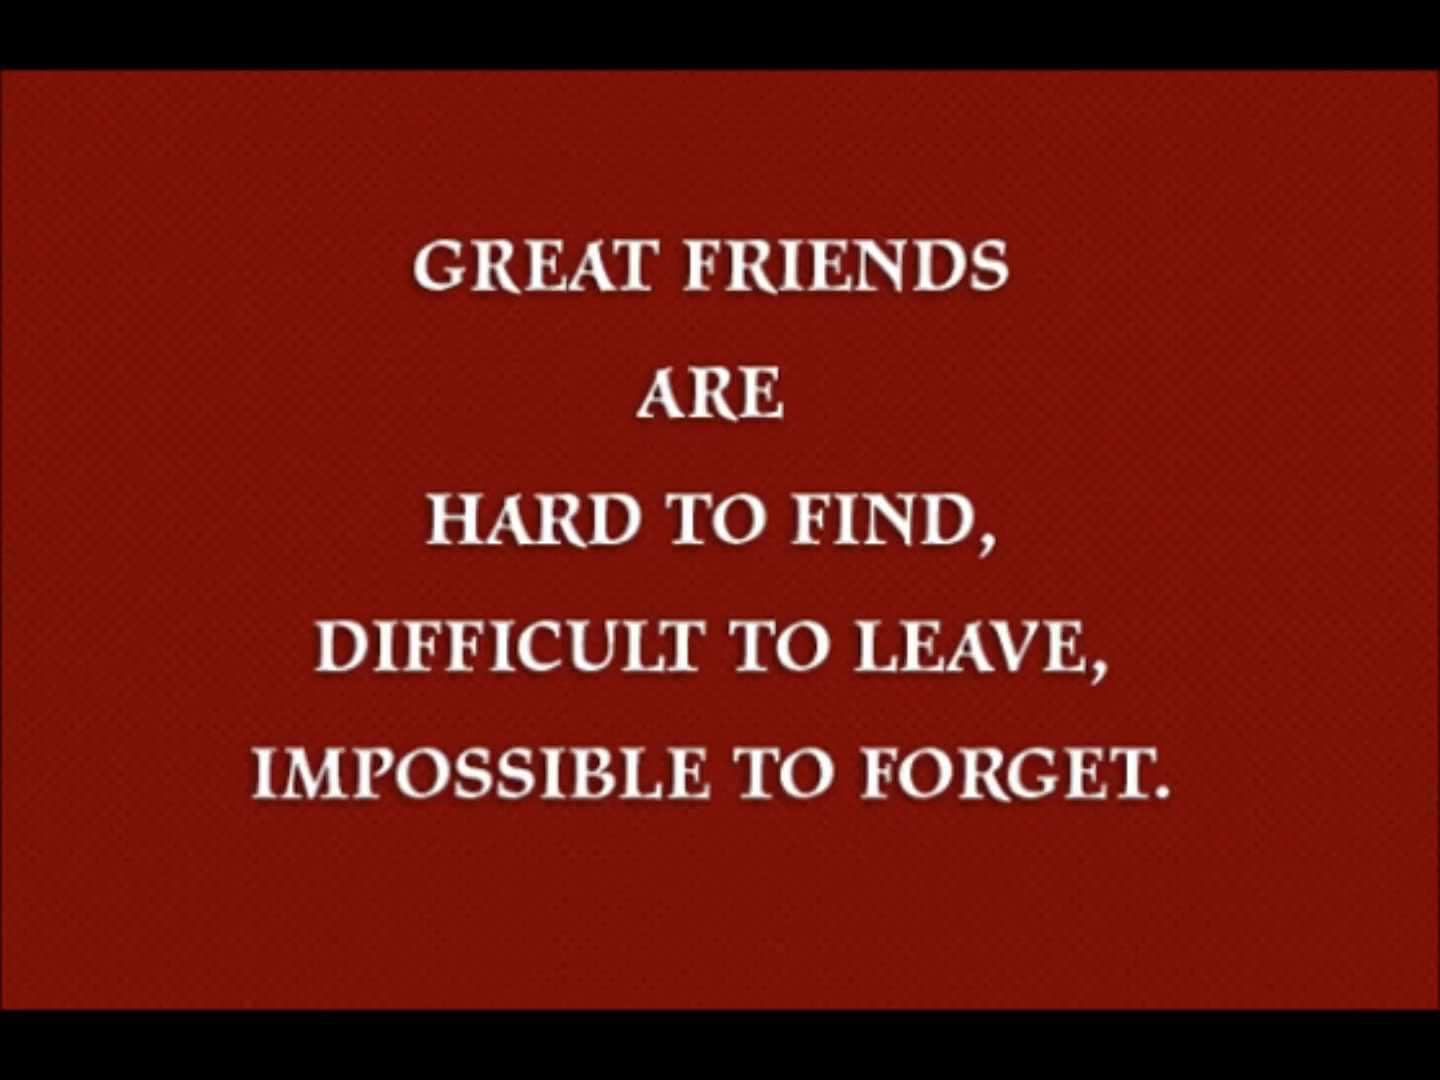 GREAT FRIENDS
ARE
HARD TO FIND,
DIFFICULT TO LEAVE,
IMPOSSIBLE TO FORGET.